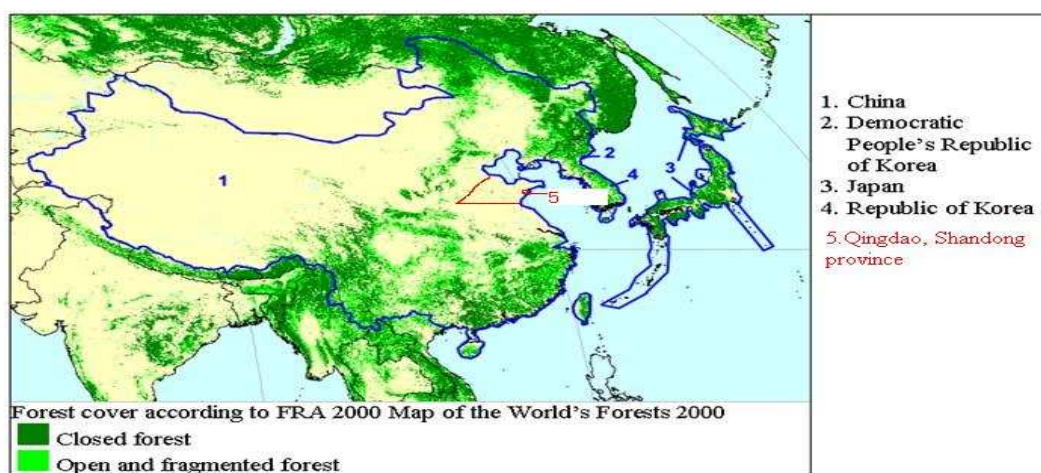 1
2
3
4
5
1. China
2. Democratic
People's Republic
of Korea
3. Japan
4. Republic of Korea
5.Qingdao, Shandong
province
Forest cover according to FRA 2000 Map of the World's Forests 2000
Closed forest
Open and fragmented forest